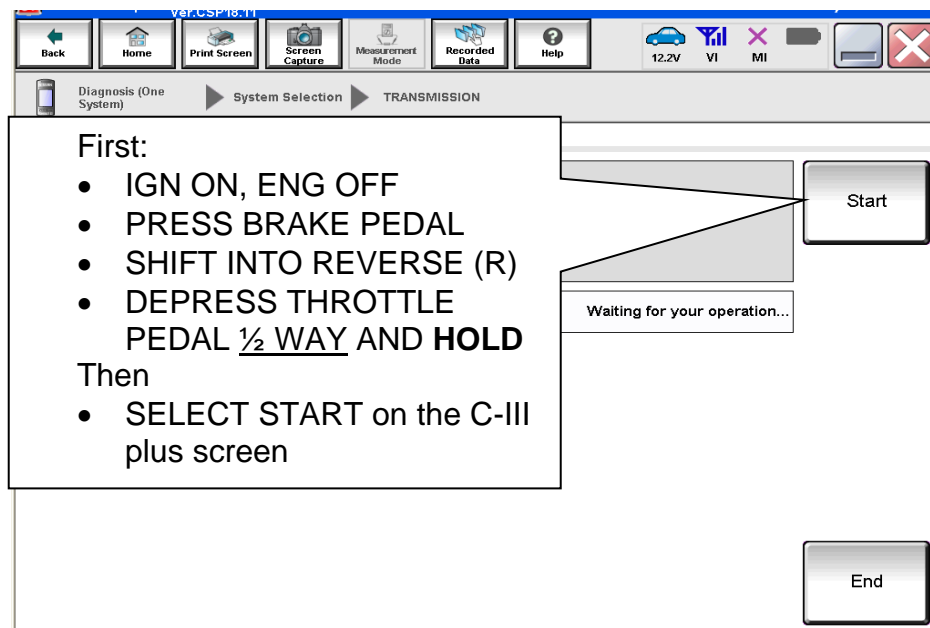 Ver.CSP18.11
Back
Home
Print Screen
Screen
Capture
Measurement
Mode
Recorded
Data
Help
12.2V
VI
MI
Diagnosis (One
System)
System Selection
TRANSMISSION
First:
• IGN ON, ENG OFF
• PRESS BRAKE PEDAL
• SHIFT INTO REVERSE (R)
• DEPRESS THROTTLE
PEDAL ½ WAY AND HOLD
Then
• SELECT START on the C-III
plus screen
Start
Waiting for your operation...
End